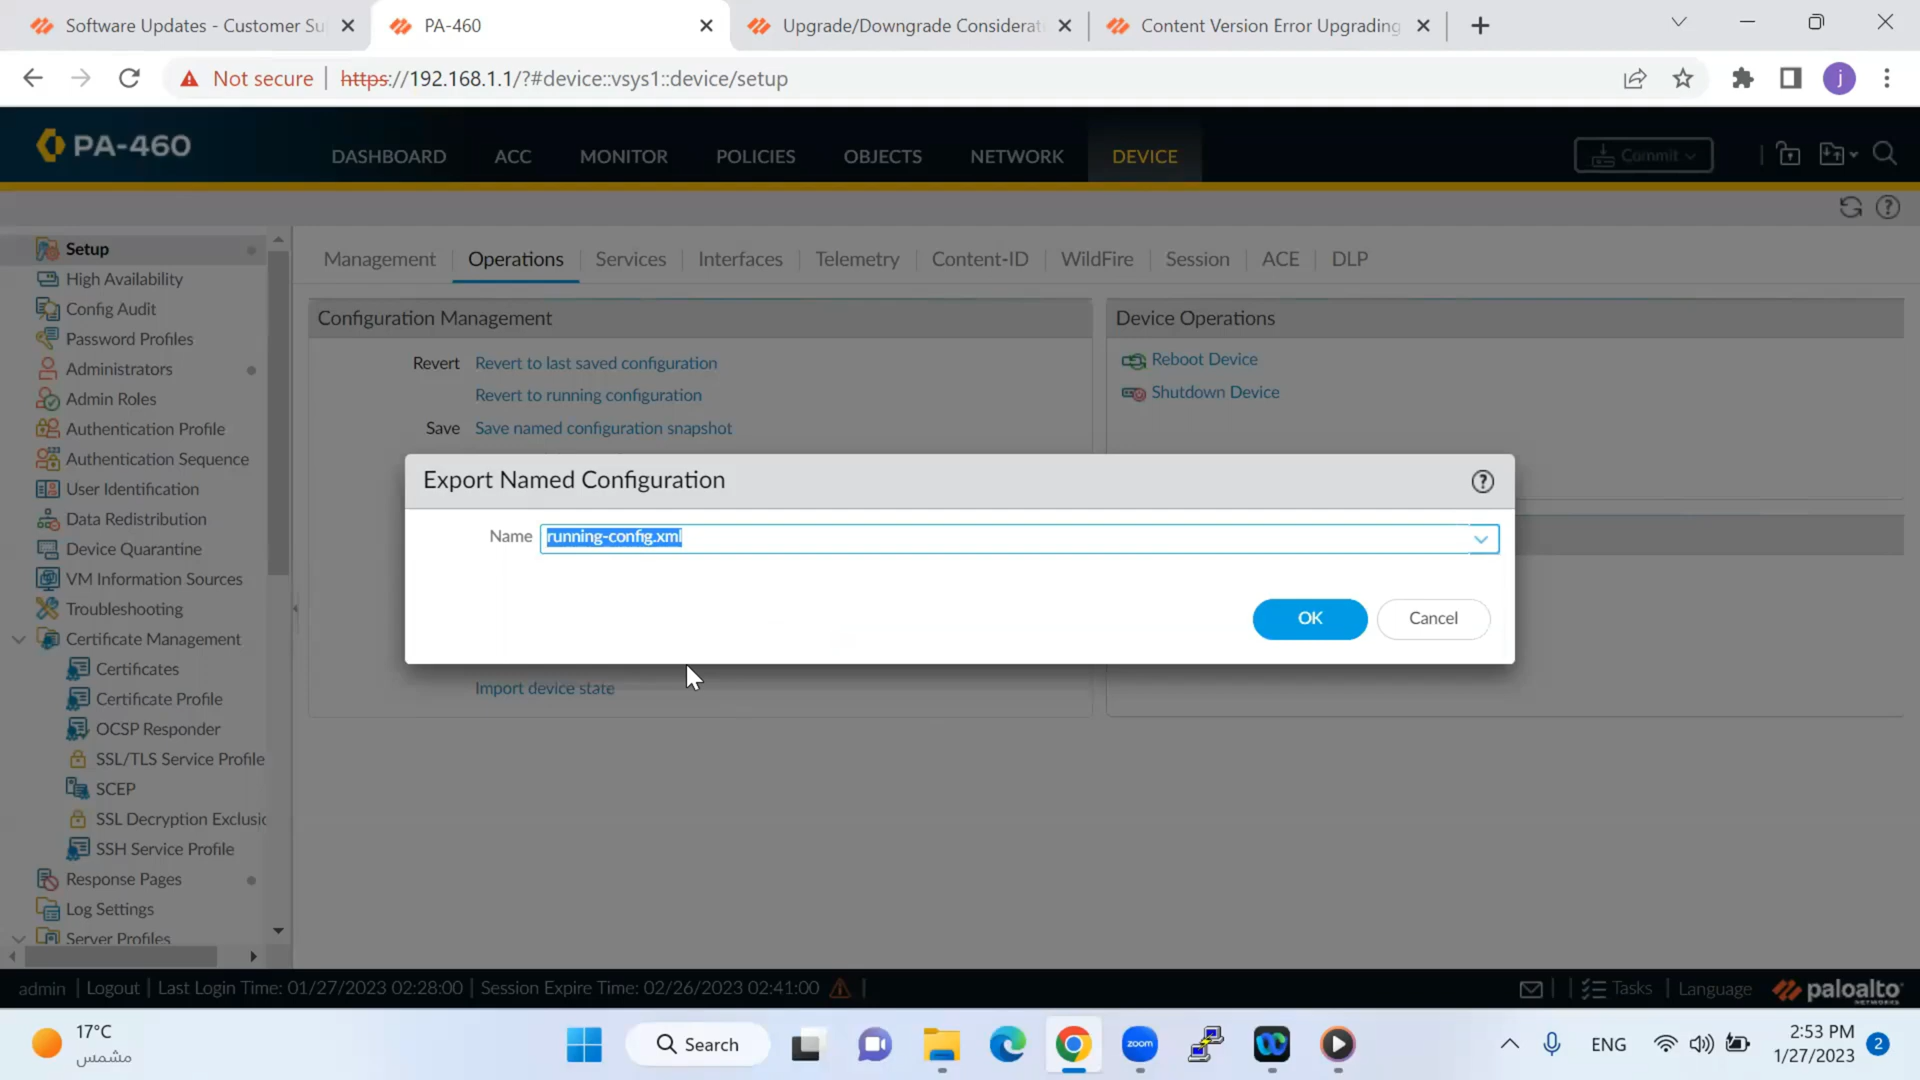 Software Updates - Customer Su
PA-460
Upgrade/Downgrade Considerat
Content Version Error Upgrading
Not secure
https://192.168.1.1/?#device::vsys1::device/setup
j
PA-460
DASHBOARD
ACC
MONITOR
POLICIES
OBJECTS
NETWORK
DEVICE
Commit
Setup
High Availability
Config Audit
Password Profiles
Administrators
Admin Roles
Authentication Profile
Authentication Sequence
User Identification
Data Redistribution
Device Quarantine
VM Information Sources
Troubleshooting
Certificate Management
Certificates
Certificate Profile
OCSP Responder
SSL/TLS Service Profile
SCEP
SSL Decryption Exclusio
SSH Service Profile
Response Pages
Log Settings
Server Profiles
Management
Operations
Services
Interfaces
Telemetry
Content-ID
WildFire
Session
ACE
DLP
Configuration Management
Revert Revert to last saved configuration
Revert to running configuration
Save Save named configuration snapshot
Device Operations
Reboot Device
Shutdown Device
Export Named Configuration
Name running-config.xml
OK
Cancel
Import device state
admin | Logout | Last Login Time: 01/27/2023 02:28:00 | Session Expire Time: 02/26/2023 02:41:00
Tasks | Language
paloalto
NETWORKS
17°C
مشمس
Search
zoom
ENG
2:53 PM
1/27/2023
2